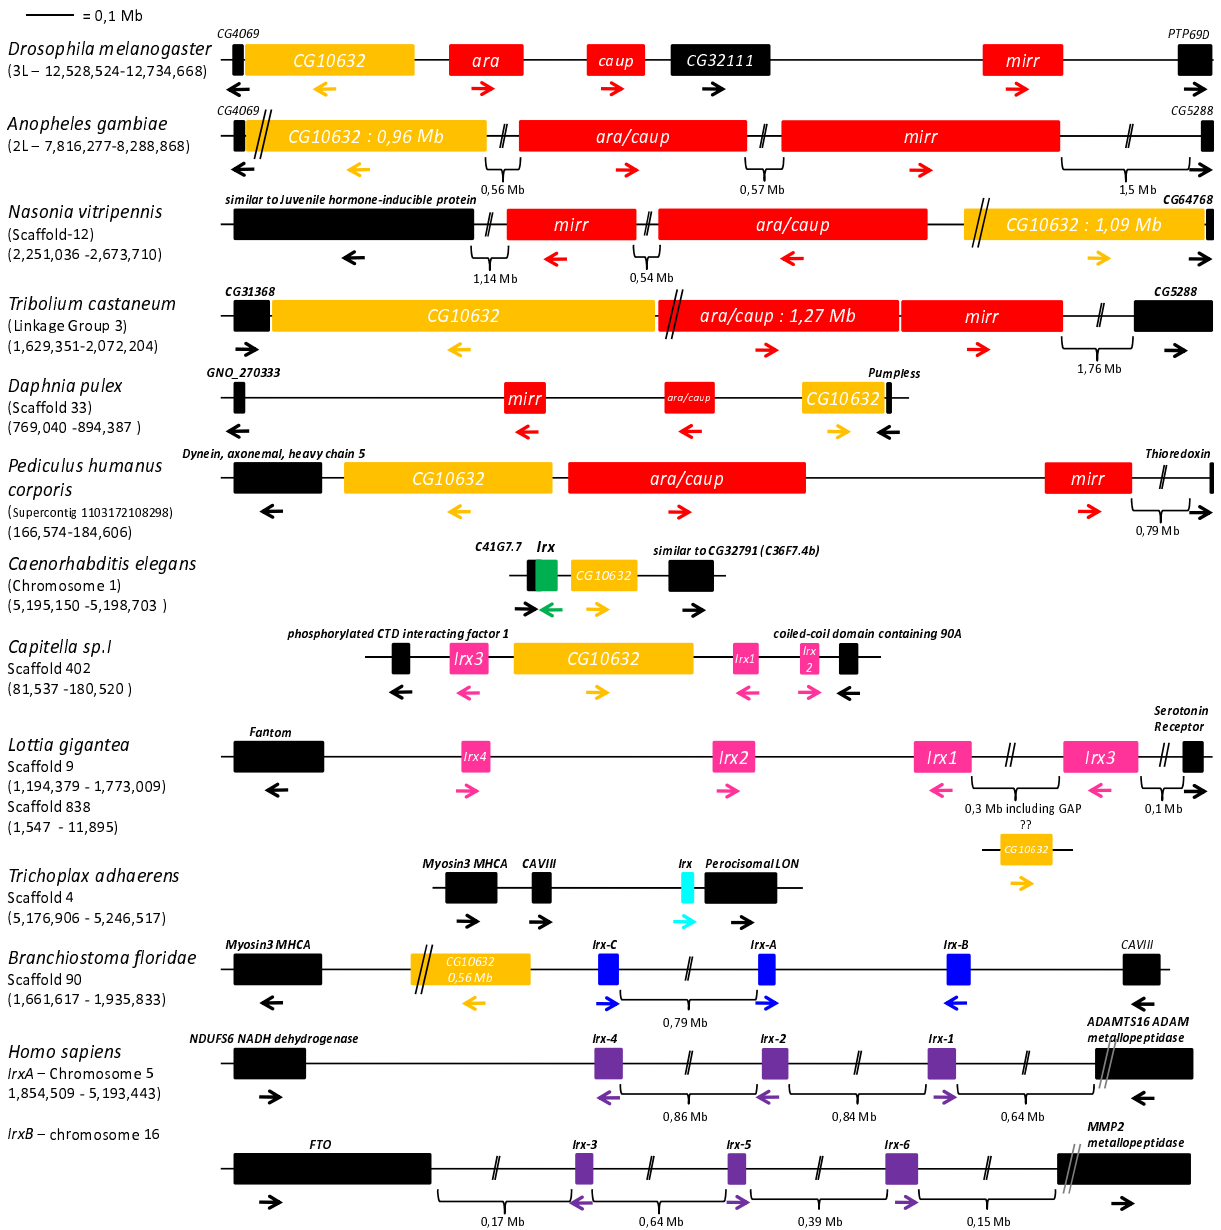 = 0,1 Mb
Drosophila melanogaster
(3L – 12,528,524-12,734,668)
CG4069
CG10632
ara
caup
CG32111
mirr
PTP69D
Anopheles gambiae
(2L – 7,816,277-8,288,868)
CG4069
CG10632 : 0,96 Mb
ara/caup
mirr
CG5288
0,56 Mb
0,57 Mb
1,5 Mb
Nasonia vitripennis
(Scaffold-12)
(2,251,036 -2,673,710)
similar to Juvenile hormone-inducible protein
mirr
ara/caup
CG10632 : 1,09 Mb
CG64768
1,14 Mb
0,54 Mb
Tribolium castaneum
(Linkage Group 3)
(1,629,351-2,072,204)
CG31368
CG10632
ara/caup : 1,27 Mb
mirr
CG5288
1,76 Mb
Daphnia pulex
(Scaffold 33)
(769,040 -894,387 )
GNO_270333
mirr
ara/caup
CG10632
Pumpless
Pediculus humanus
corporis
(Supercontig 1103172108298)
(166,574-184,606)
Dynein, axonemal, heavy chain 5
CG10632
ara/caup
mirr
Thioredoxin
0,79 Mb
Caenorhabditis elegans
(Chromosome 1)
(5,195,150 -5,198,703 )
C41G7.7
Irx
CG10632
similar to CG32791 (C36F7.4b)
Capitella sp.I
Scaffold 402
(81,537 -180,520 )
phosphorylated CTD interacting factor 1
Irx3
CG10632
Irx1
Irx
2
coiled-coil domain containing 90A
Lottia gigantea
Scaffold 9
(1,194,379 - 1,773,009)
Scaffold 838
(1,547 - 11,895)
Fantom
Irx4
Irx2
Irx1
Irx3
Serotonin
Receptor
0,3 Mb including GAP
??
0,1 Mb
CG10632
Trichoplax adhaerens
Scaffold 4
(5,176,906 - 5,246,517)
Myosin3 MHCA
CAVIII
Irx
Perocisomal LON
Branchiostoma floridae
Scaffold 90
(1,661,617 - 1,935,833)
Myosin3 MHCA
CG10632
0,56 Mb
Irx-C
Irx-A
Irx-B
CAVIII
0,79 Mb
Homo sapiens
IrxA – Chromosome 5
1,854,509 - 5,193,443)
NDUFS6 NADH dehydrogenase
Irx-4
Irx-2
Irx-1
ADAMTS16 ADAM
metallopeptidase
0,86 Mb
0,84 Mb
0,64 Mb
IrxB – chromosome 16
FTO
Irx-3
Irx-5
Irx-6
MMP2
metallopeptidase
0,17 Mb
0,64 Mb
0,39 Mb
0,15 Mb